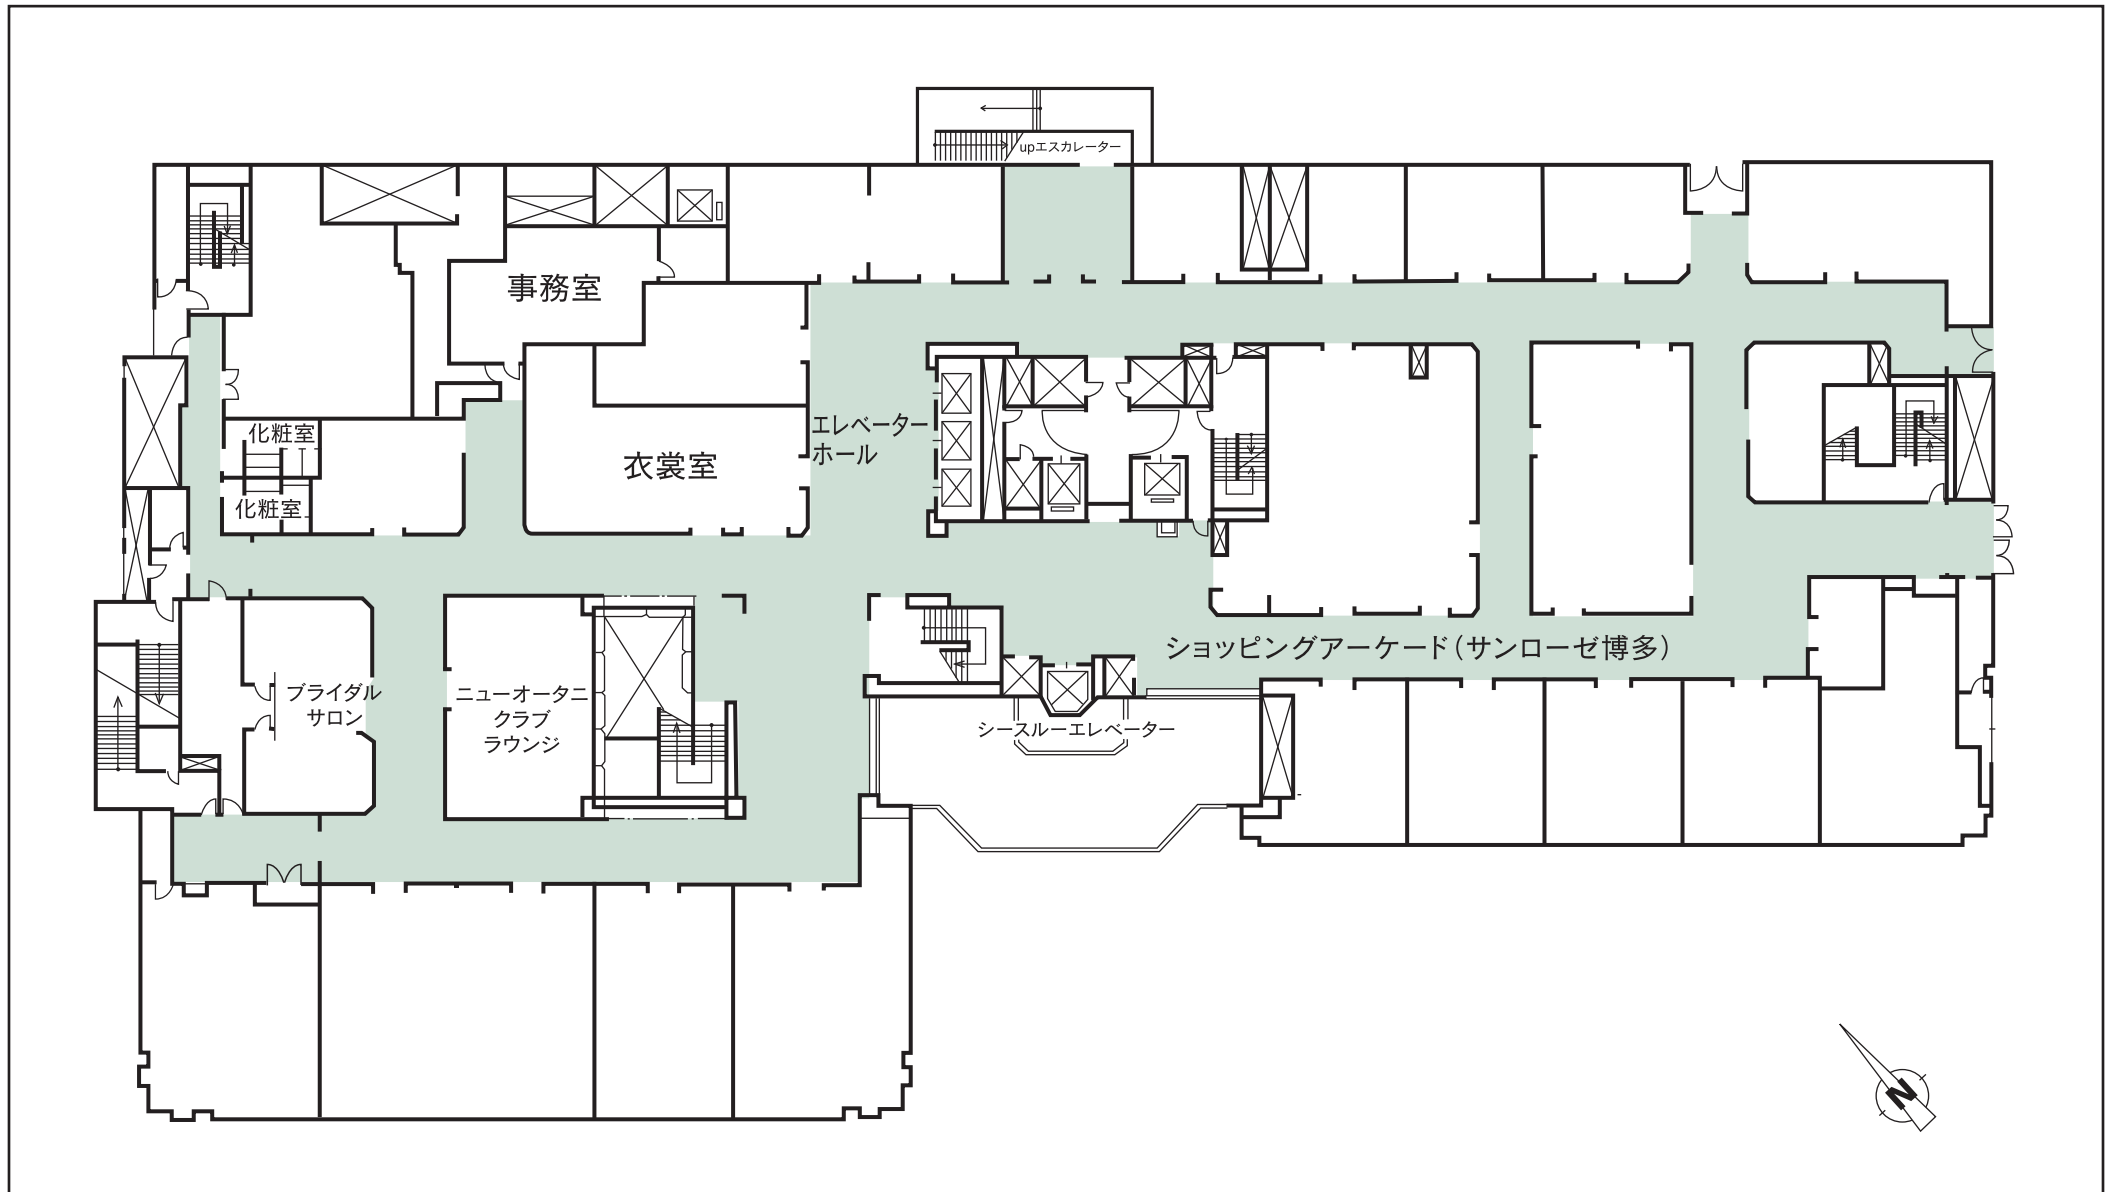 upエスカレーター
事務室
化粧室
化粧室
衣裳室
エレベーター
ホール
ショッピングアーケード(サンローゼ博多)
ブライダル
サロン
ニューオータニ
クラブ
ラウンジ
シースルーエレベーター
N